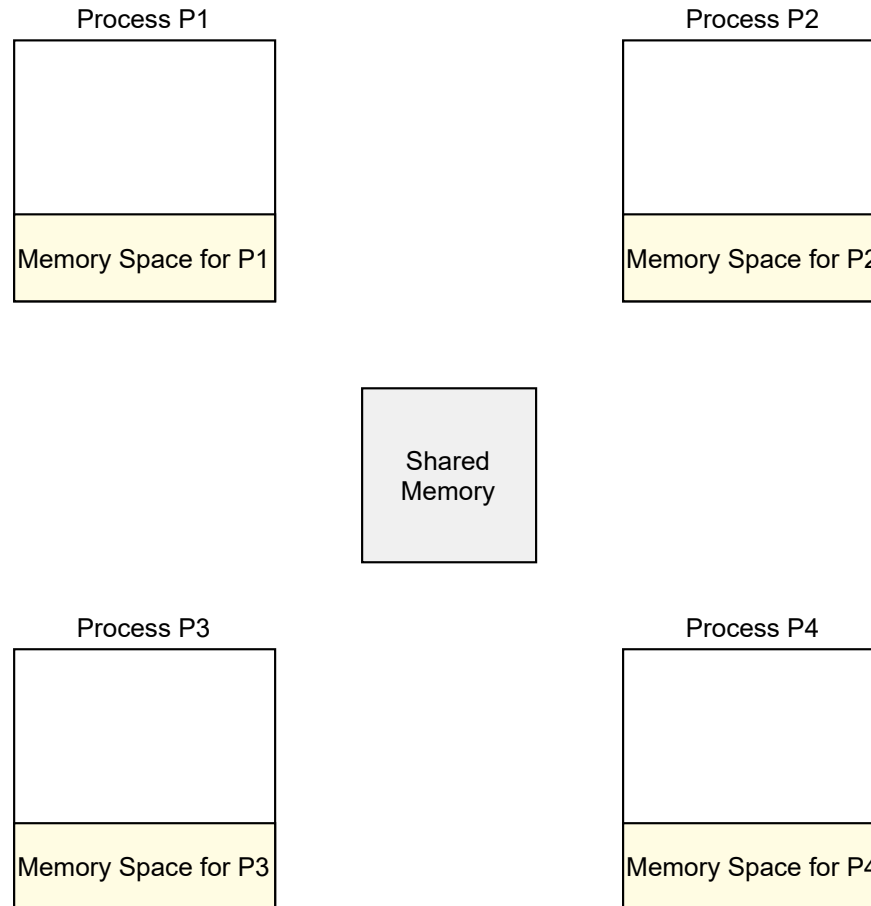 Process P1
Process P2
Memory Space for P1
Memory Space for P2
Shared
Memory
Process P3
Process P4
Memory Space for P3
Memory Space for P4